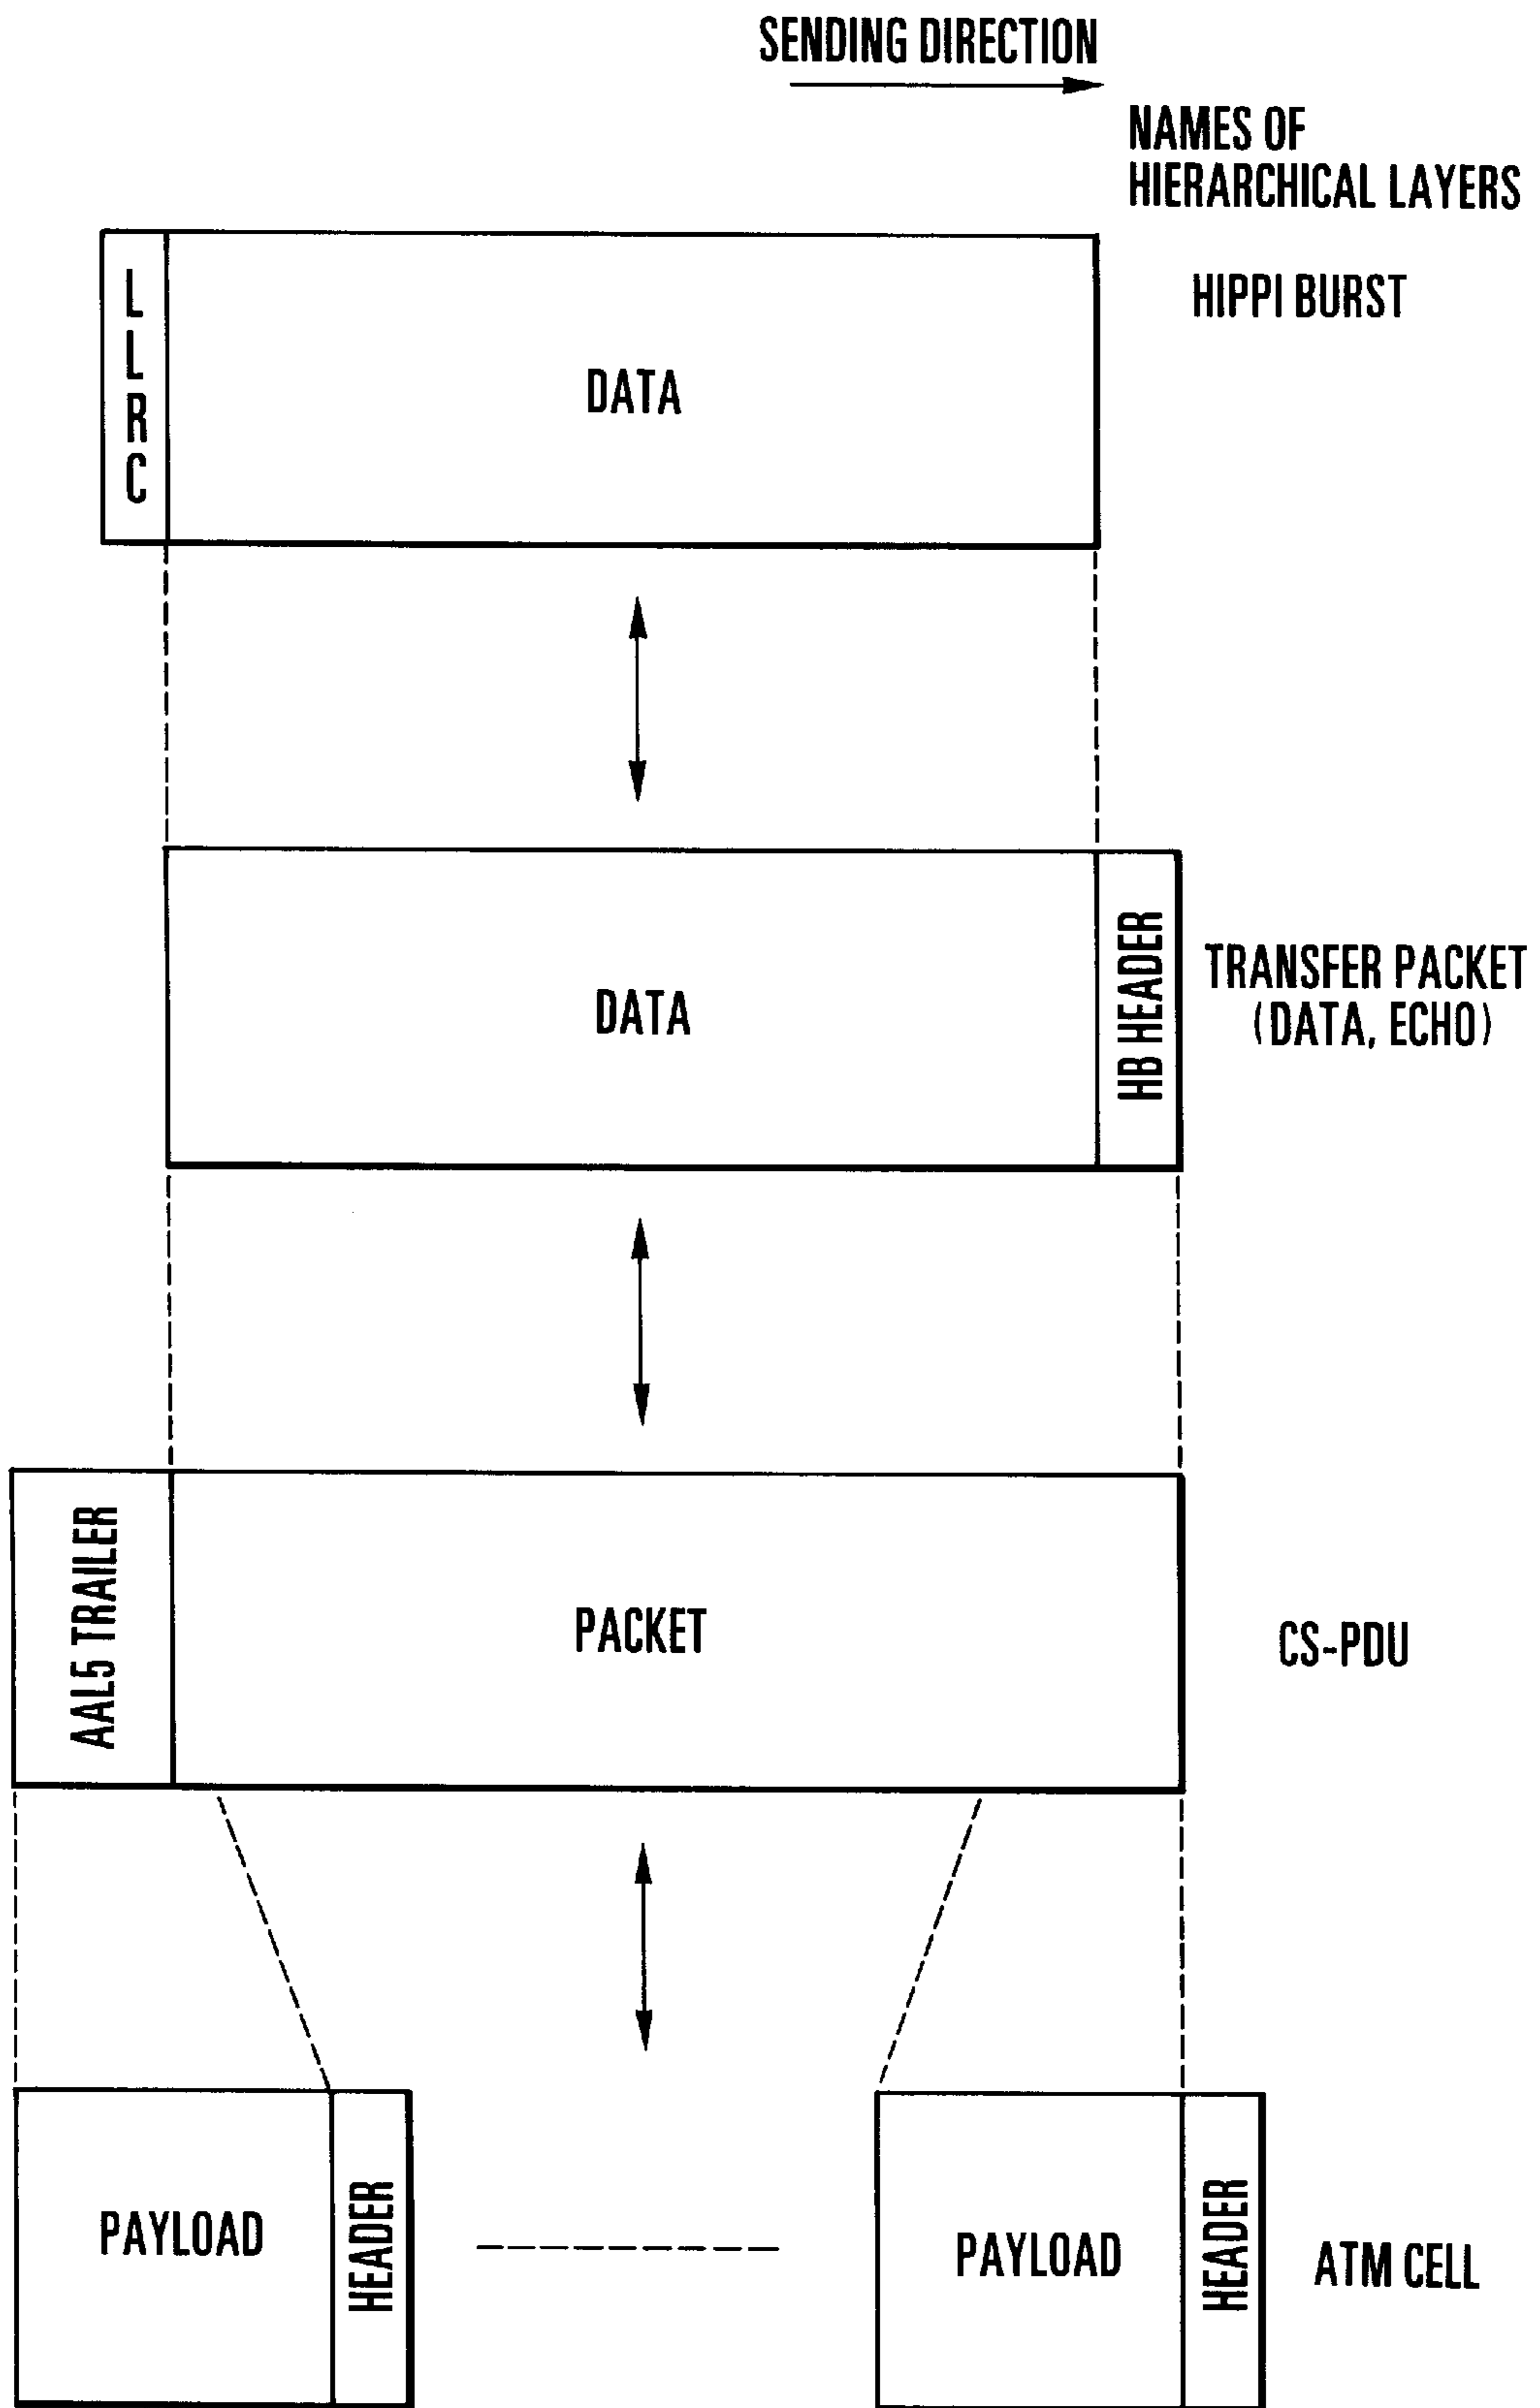 SENDING DIRECTION
NAMES OF
HIERARCHICAL LAYERS
LLRC
DATA
HIPPI BURST
DATA
HB HEADER
TRANSFER PACKET
(DATA, ECHO)
AAL5 TRAILER
PACKET
CS-PDU
PAYLOAD
HEADER
PAYLOAD
HEADER
ATM CELL